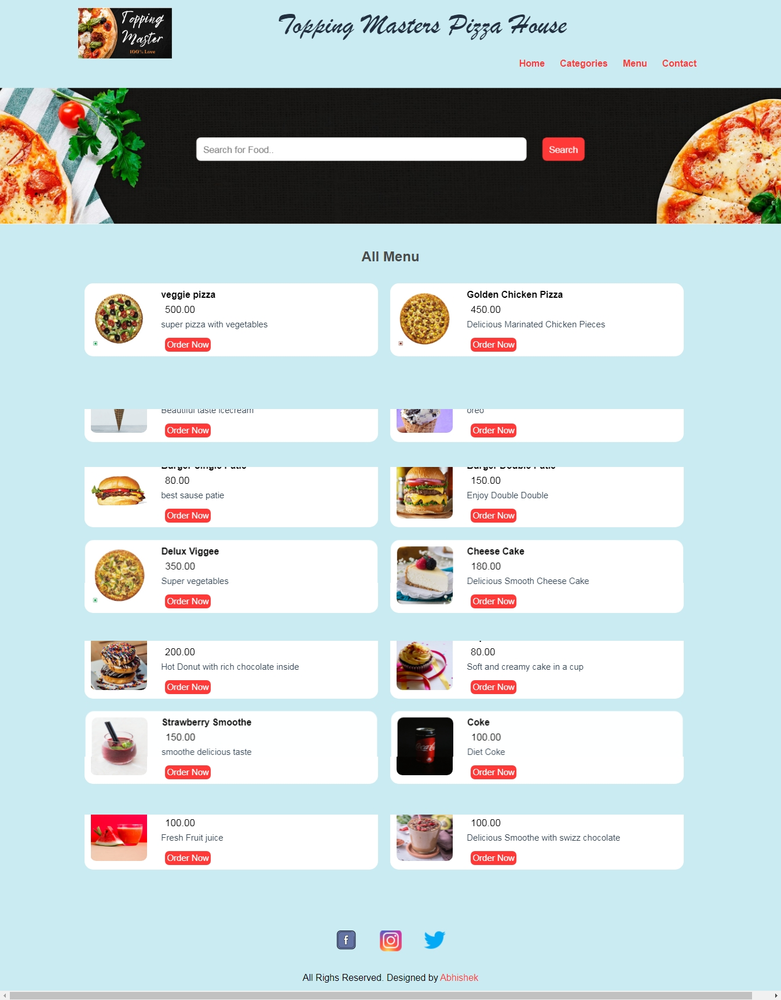 Topping
Master
100% Love
Topping Masters Pizza House
Home Categories Menu Contact
Search for Food.. Search
All Menu
veggie pizza
500.00
super pizza with vegetables
Order Now
Golden Chicken Pizza
450.00
Delicious Marinated Chicken Pieces
Order Now
Beautiful taste icecream
Order Now
oreo
Order Now
Burger Single Patie
80.00
best sause patie
Order Now
Burger Double Patie
150.00
Enjoy Double Double
Order Now
Delux Viggee
350.00
Super vegetables
Order Now
Cheese Cake
180.00
Delicious Smooth Cheese Cake
Order Now
200.00
Hot Donut with rich chocolate inside
Order Now
80.00
Soft and creamy cake in a cup
Order Now
Strawberry Smoothe
150.00
smoothe delicious taste
Order Now
Coke
100.00
Diet Coke
Order Now
100.00
Fresh Fruit juice
Order Now
100.00
Delicious Smoothe with swizz chocolate
Order Now
f
All Righs Reserved. Designed by Abhishek